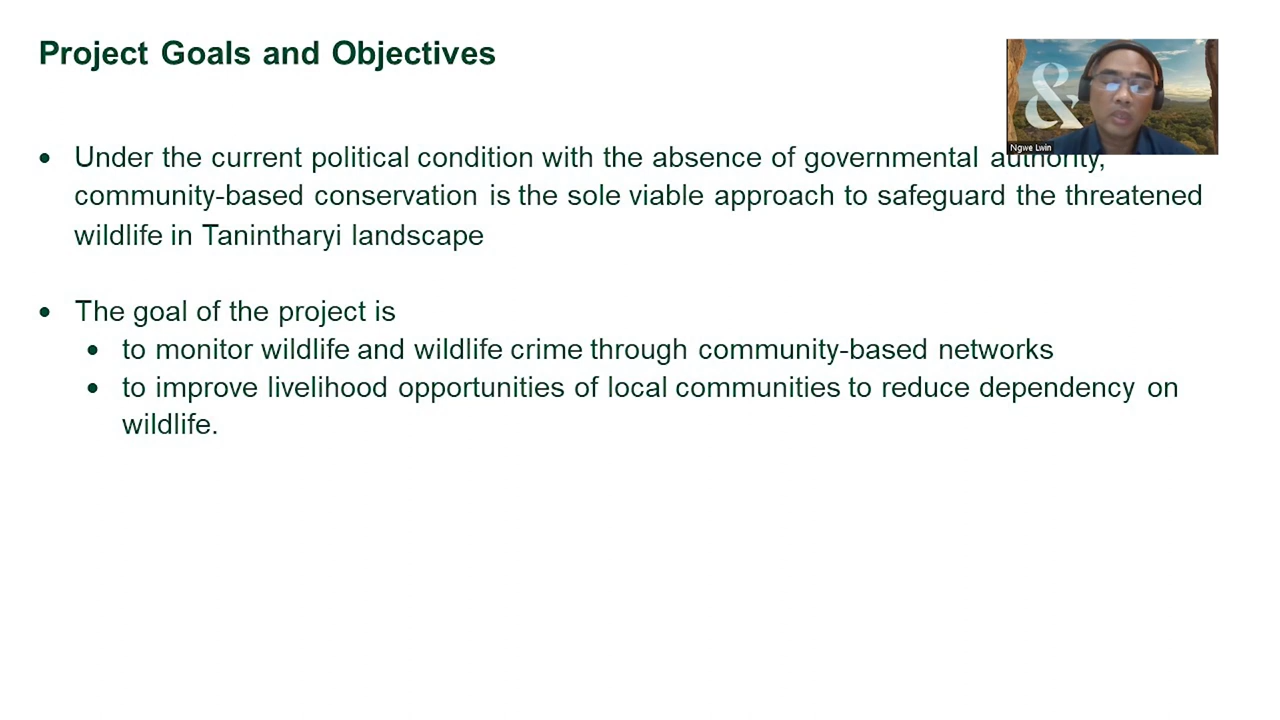 Project Goals and Objectives
&
Ngwe Lwin
• Under the current political condition with the absence of governmental authority,
community-based conservation is the sole viable approach to safeguard the threatened
wildlife in Tanintharyi landscape
• The goal of the project is
• to monitor wildlife and wildlife crime through community-based networks
• to improve livelihood opportunities of local communities to reduce dependency on
wildlife.